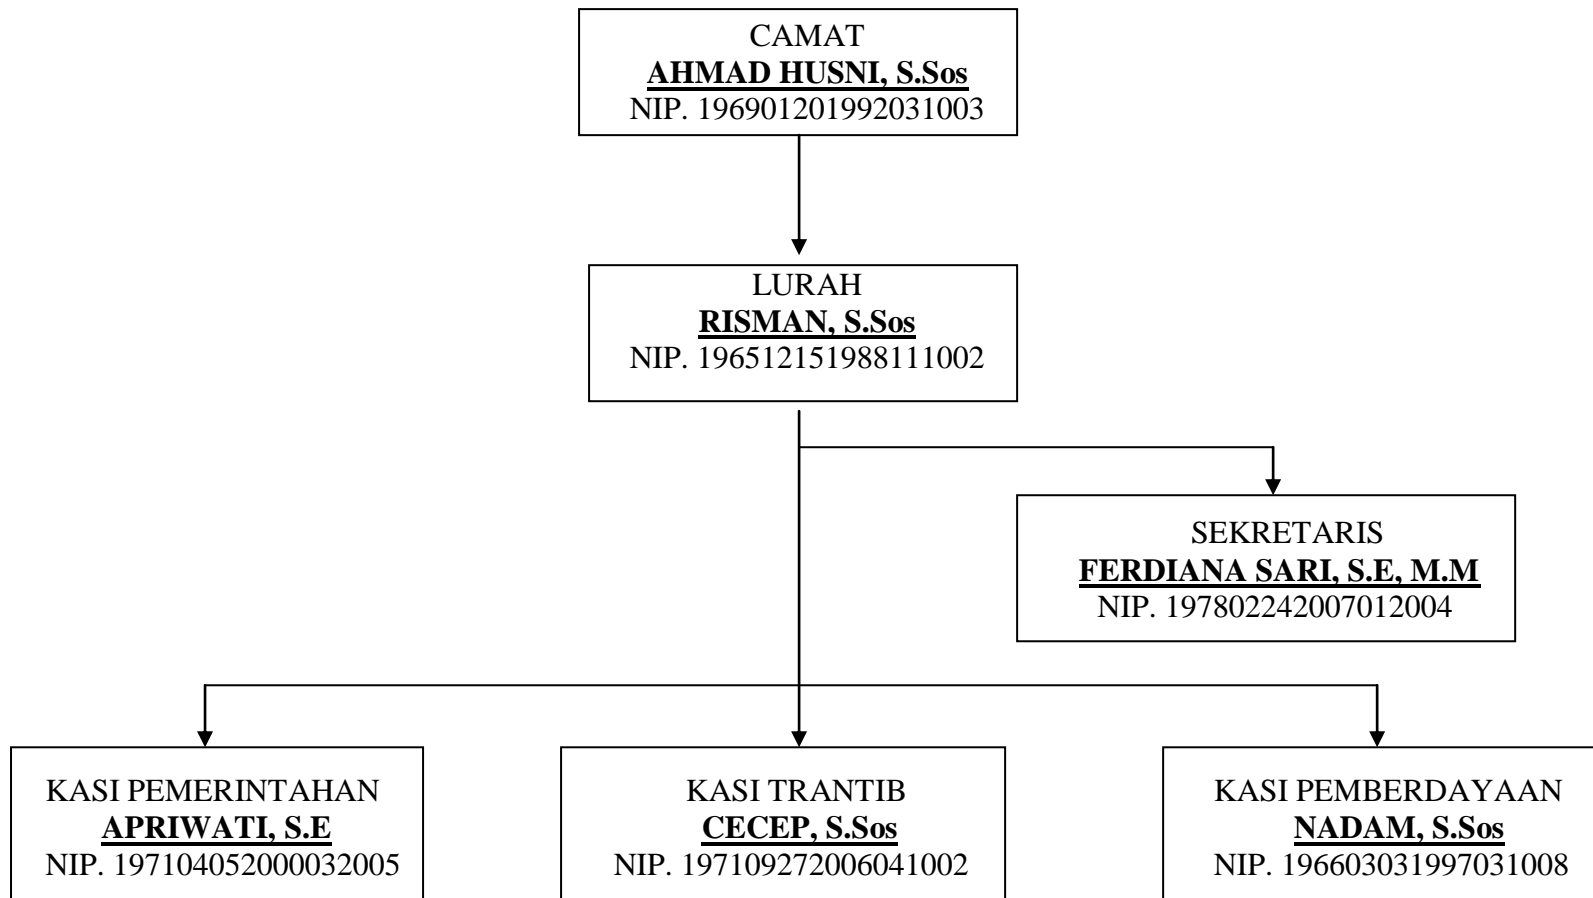 CAMAT
AHMAD HUSNI, S.Sos
NIP. 196901201992031003
LURAH
RISMAN, S.Sos
NIP. 196512151988111002
SEKRETARIS
FERDIANA SARI, S.E, M.M
NIP. 197802242007012004
KASI PEMERINTAHAN
APRIWATI, S.E
NIP. 197104052000032005
KASI TRANTIB
CECEP, S.Sos
NIP. 197109272006041002
KASI PEMBERDAYAAN
NADAM, S.Sos
NIP. 196603031997031008